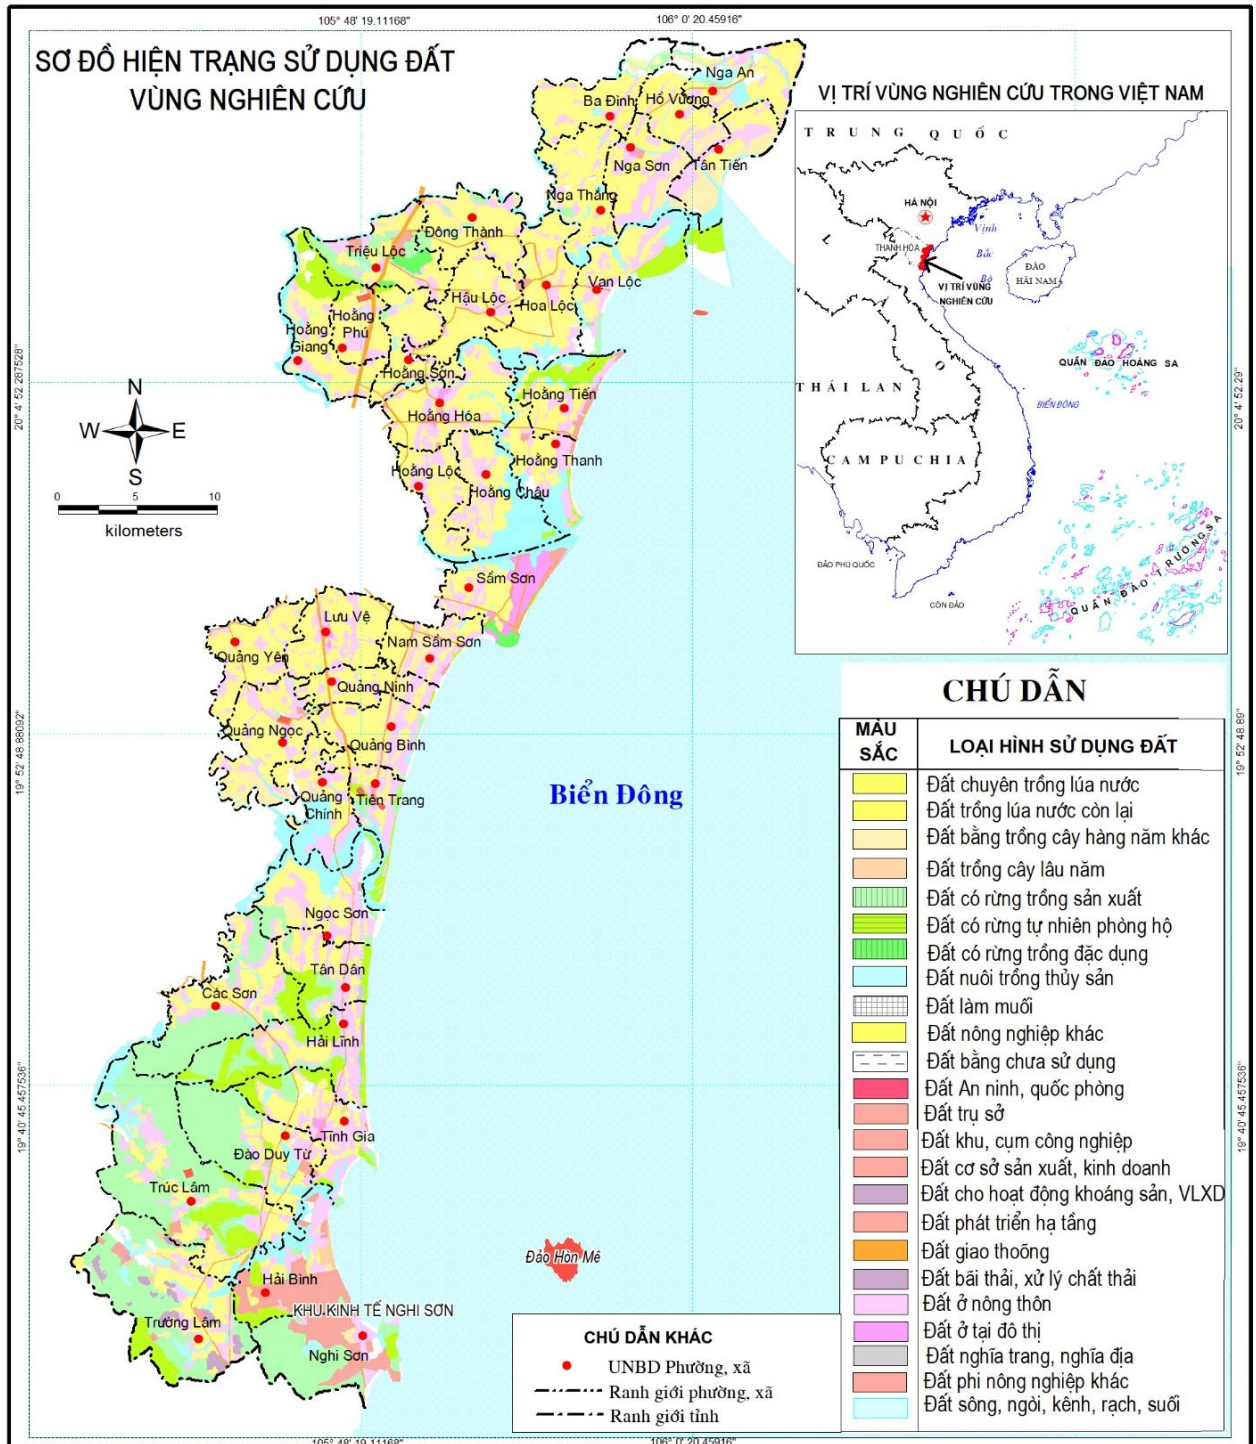 105° 48' 19.11168"
106° 0' 20.45916"
SƠ ĐỒ HIỆN TRẠNG SỬ DỤNG ĐẤT
VÙNG NGHIÊN CỨU
Nga An
Ba Đình
Hồ Vương
Nga Sơn
Tân Tiến
Nga Thắng
Đông Thành
Triệu Lộc
Vạn Lộc
Hậu Lộc
Hoa Lộc
Hoằng
Phú
Hoằng
Giang
Hoằng Sơn
Hoằng Tiến
Hoằng Hóa
Hoằng Thanh
Hoằng Lộc
Hoằng Châu
Sầm Sơn
Lưu Vệ
Nam Sầm Sơn
Quảng Yên
Quảng Ninh
Quảng Ngọc
Quảng Bình
Quảng
Chính
Tiên Trang
Ngọc Sơn
Tân Dân
Các Sơn
Hải Lĩnh
Tĩnh Gia
Đào Duy Từ
Trúc Lâm
Hải Bình
KHU KINH TẾ NGHI SƠN
Trường Lâm
Nghi Sơn
Đảo Hòn Mê
Biển Đông
N
W
E
S
0
5
10
kilometers
20° 4' 52.287528"
19° 52' 48.88092"
19° 40' 45.457536"
20° 4' 52.29"
19° 52' 48.89"
19° 40' 45.457536"
VỊ TRÍ VÙNG NGHIÊN CỨU TRONG VIỆT NAM
TRUNG QUỐC
HÀ NỘI
Vịnh
Bắc
Bộ
THANH HÓA
ĐẢO
HẢI NAM
VỊ TRÍ VÙNG
NGHIÊN CỨU
L
O
THÁI LAN
QUẦN ĐẢO HOÀNG SA
BIỂN ĐÔNG
CAMPUCHIA
QUẦN ĐẢO TRƯỜNG SA
ĐẢO PHÚ QUỐC
CÔN ĐẢO
CHÚ DẪN
MÀU
SẮC
LOẠI HÌNH SỬ DỤNG ĐẤT
Đất chuyên trồng lúa nước
Đất trồng lúa nước còn lại
Đất bằng trồng cây hàng năm khác
Đất trồng cây lâu năm
Đất có rừng trồng sản xuất
Đất có rừng tự nhiên phòng hộ
Đất có rừng trồng đặc dụng
Đất nuôi trồng thủy sản
Đất làm muối
Đất nông nghiệp khác
Đất bằng chưa sử dụng
Đất An ninh, quốc phòng
Đất trụ sở
Đất khu, cụm công nghiệp
Đất cơ sở sản xuất, kinh doanh
Đất cho hoạt động khoáng sản, VLXD
Đất phát triển hạ tầng
Đất giao thoõng
Đất bãi thải, xử lý chất thải
Đất ở nông thôn
Đất ở tại đô thị
Đất nghĩa trang, nghĩa địa
Đất phi nông nghiệp khác
Đất sông, ngòi, kênh, rạch, suối
CHÚ DẪN KHÁC
UNBD Phường, xã
Ranh giới phường, xã
Ranh giới tỉnh
105° 48' 19.11168"
106° 0' 20.45916"